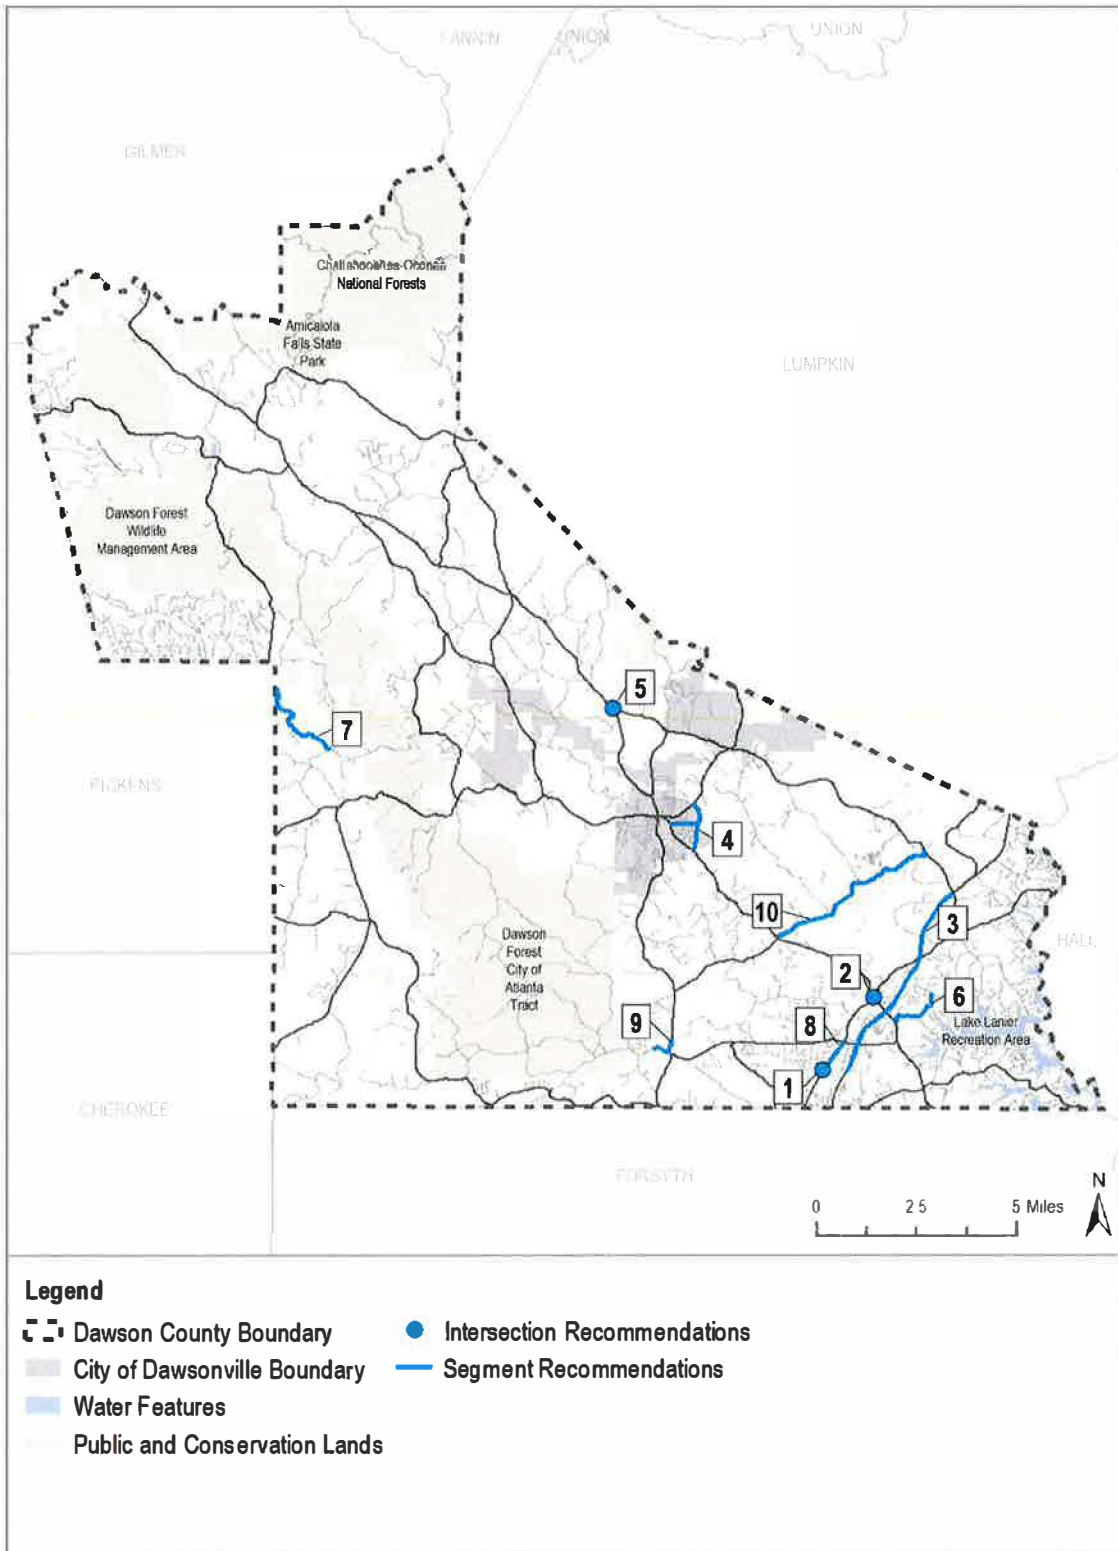 FANNIN
UNION
UNION
GILMER
National Forests
Amicalola
Falls State
Park
LUMPKIN
Dawson Forest
Wildlife
Management Area
5
7
PICKENS
4
10
3
Dawson
Forest
City of
Atlanta
Tract
HALL
2
6
9
8
Lake Lanier
Recreation Area
1
CHEROKEE
FORSYTH
N
0
2 5
5 Miles
Legend
Dawson County Boundary
Intersection Recommendations
City of Dawsonville Boundary
Segment Recommendations
Water Features
Public and Conservation Lands